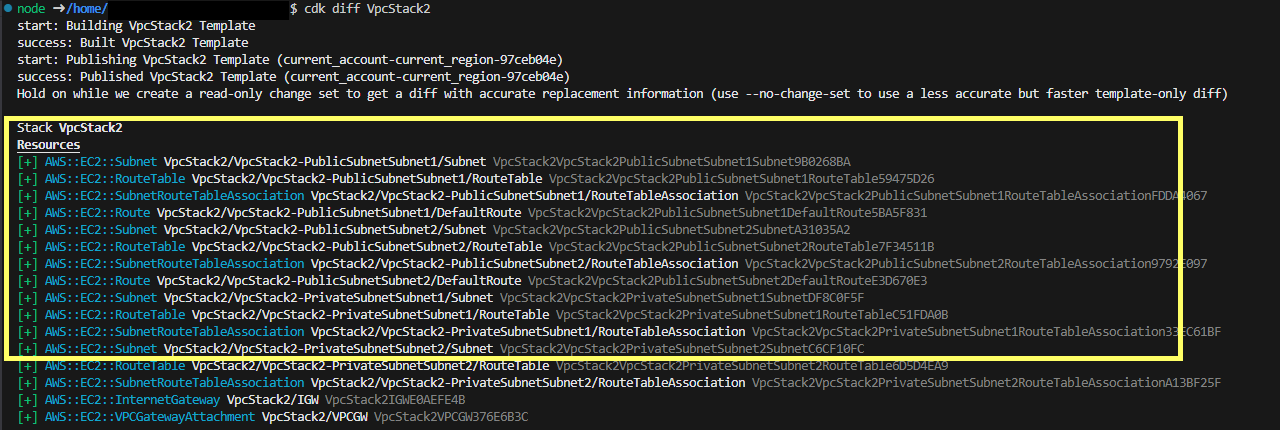 node ➜/home/ $ cdk diff VpcStack2
start: Building VpcStack2 Template
success: Built VpcStack2 Template
start: Publishing VpcStack2 Template (current_account-current_region-97ceb04e)
success: Published VpcStack2 Template (current_account-current_region-97ceb04e)
Hold on while we create a read-only change set to get a diff with accurate replacement information (use --no-change-set to use a less accurate but faster template-only diff)
Stack VpcStack2
Resources
[+] AWS::EC2::Subnet VpcStack2/VpcStack2-PublicSubnetSubnet1/Subnet VpcStack2VpcStack2PublicSubnetSubnet1Subnet9B0268BA
[+] AWS::EC2::RouteTable VpcStack2/VpcStack2-PublicSubnetSubnet1/RouteTable VpcStack2VpcStack2PublicSubnetSubnet1RouteTable59475D26
[+] AWS::EC2::SubnetRouteTableAssociation VpcStack2/VpcStack2-PublicSubnetSubnet1/RouteTableAssociation VpcStack2VpcStack2PublicSubnetSubnet1RouteTableAssociationFDDA4067
[+] AWS::EC2::Route VpcStack2/VpcStack2-PublicSubnetSubnet1/DefaultRoute VpcStack2VpcStack2PublicSubnetSubnet1DefaultRoute5BA5F831
[+] AWS::EC2::Subnet VpcStack2/VpcStack2-PublicSubnetSubnet2/Subnet VpcStack2VpcStack2PublicSubnetSubnet2SubnetA31035A2
[+] AWS::EC2::RouteTable VpcStack2/VpcStack2-PublicSubnetSubnet2/RouteTable VpcStack2VpcStack2PublicSubnetSubnet2RouteTable7F34511B
[+] AWS::EC2::SubnetRouteTableAssociation VpcStack2/VpcStack2-PublicSubnetSubnet2/RouteTableAssociation VpcStack2VpcStack2PublicSubnetSubnet2RouteTableAssociation9792E097
[+] AWS::EC2::Route VpcStack2/VpcStack2-PublicSubnetSubnet2/DefaultRoute VpcStack2VpcStack2PublicSubnetSubnet2DefaultRouteE3D670E3
[+] AWS::EC2::Subnet VpcStack2/VpcStack2-PrivateSubnetSubnet1/Subnet VpcStack2VpcStack2PrivateSubnetSubnet1SubnetDF8C0F5F
[+] AWS::EC2::RouteTable VpcStack2/VpcStack2-PrivateSubnetSubnet1/RouteTable VpcStack2VpcStack2PrivateSubnetSubnet1RouteTableC51FDA0B
[+] AWS::EC2::SubnetRouteTableAssociation VpcStack2/VpcStack2-PrivateSubnetSubnet1/RouteTableAssociation VpcStack2VpcStack2PrivateSubnetSubnet1RouteTableAssociation33EC61BF
[+] AWS::EC2::Subnet VpcStack2/VpcStack2-PrivateSubnetSubnet2/Subnet VpcStack2VpcStack2PrivateSubnetSubnet2SubnetC6CF10FC
[+] AWS::EC2::RouteTable VpcStack2/VpcStack2-PrivateSubnetSubnet2/RouteTable VpcStack2VpcStack2PrivateSubnetSubnet2RouteTable6D5D4EA9
[+] AWS::EC2::SubnetRouteTableAssociation VpcStack2/VpcStack2-PrivateSubnetSubnet2/RouteTableAssociation VpcStack2VpcStack2PrivateSubnetSubnet2RouteTableAssociationA13BF25F
[+] AWS::EC2::InternetGateway VpcStack2/IGW VpcStack2IGWE0AEFE4B
[+] AWS::EC2::VPCGatewayAttachment VpcStack2/VPCGW VpcStack2VPCGW376E6B3C